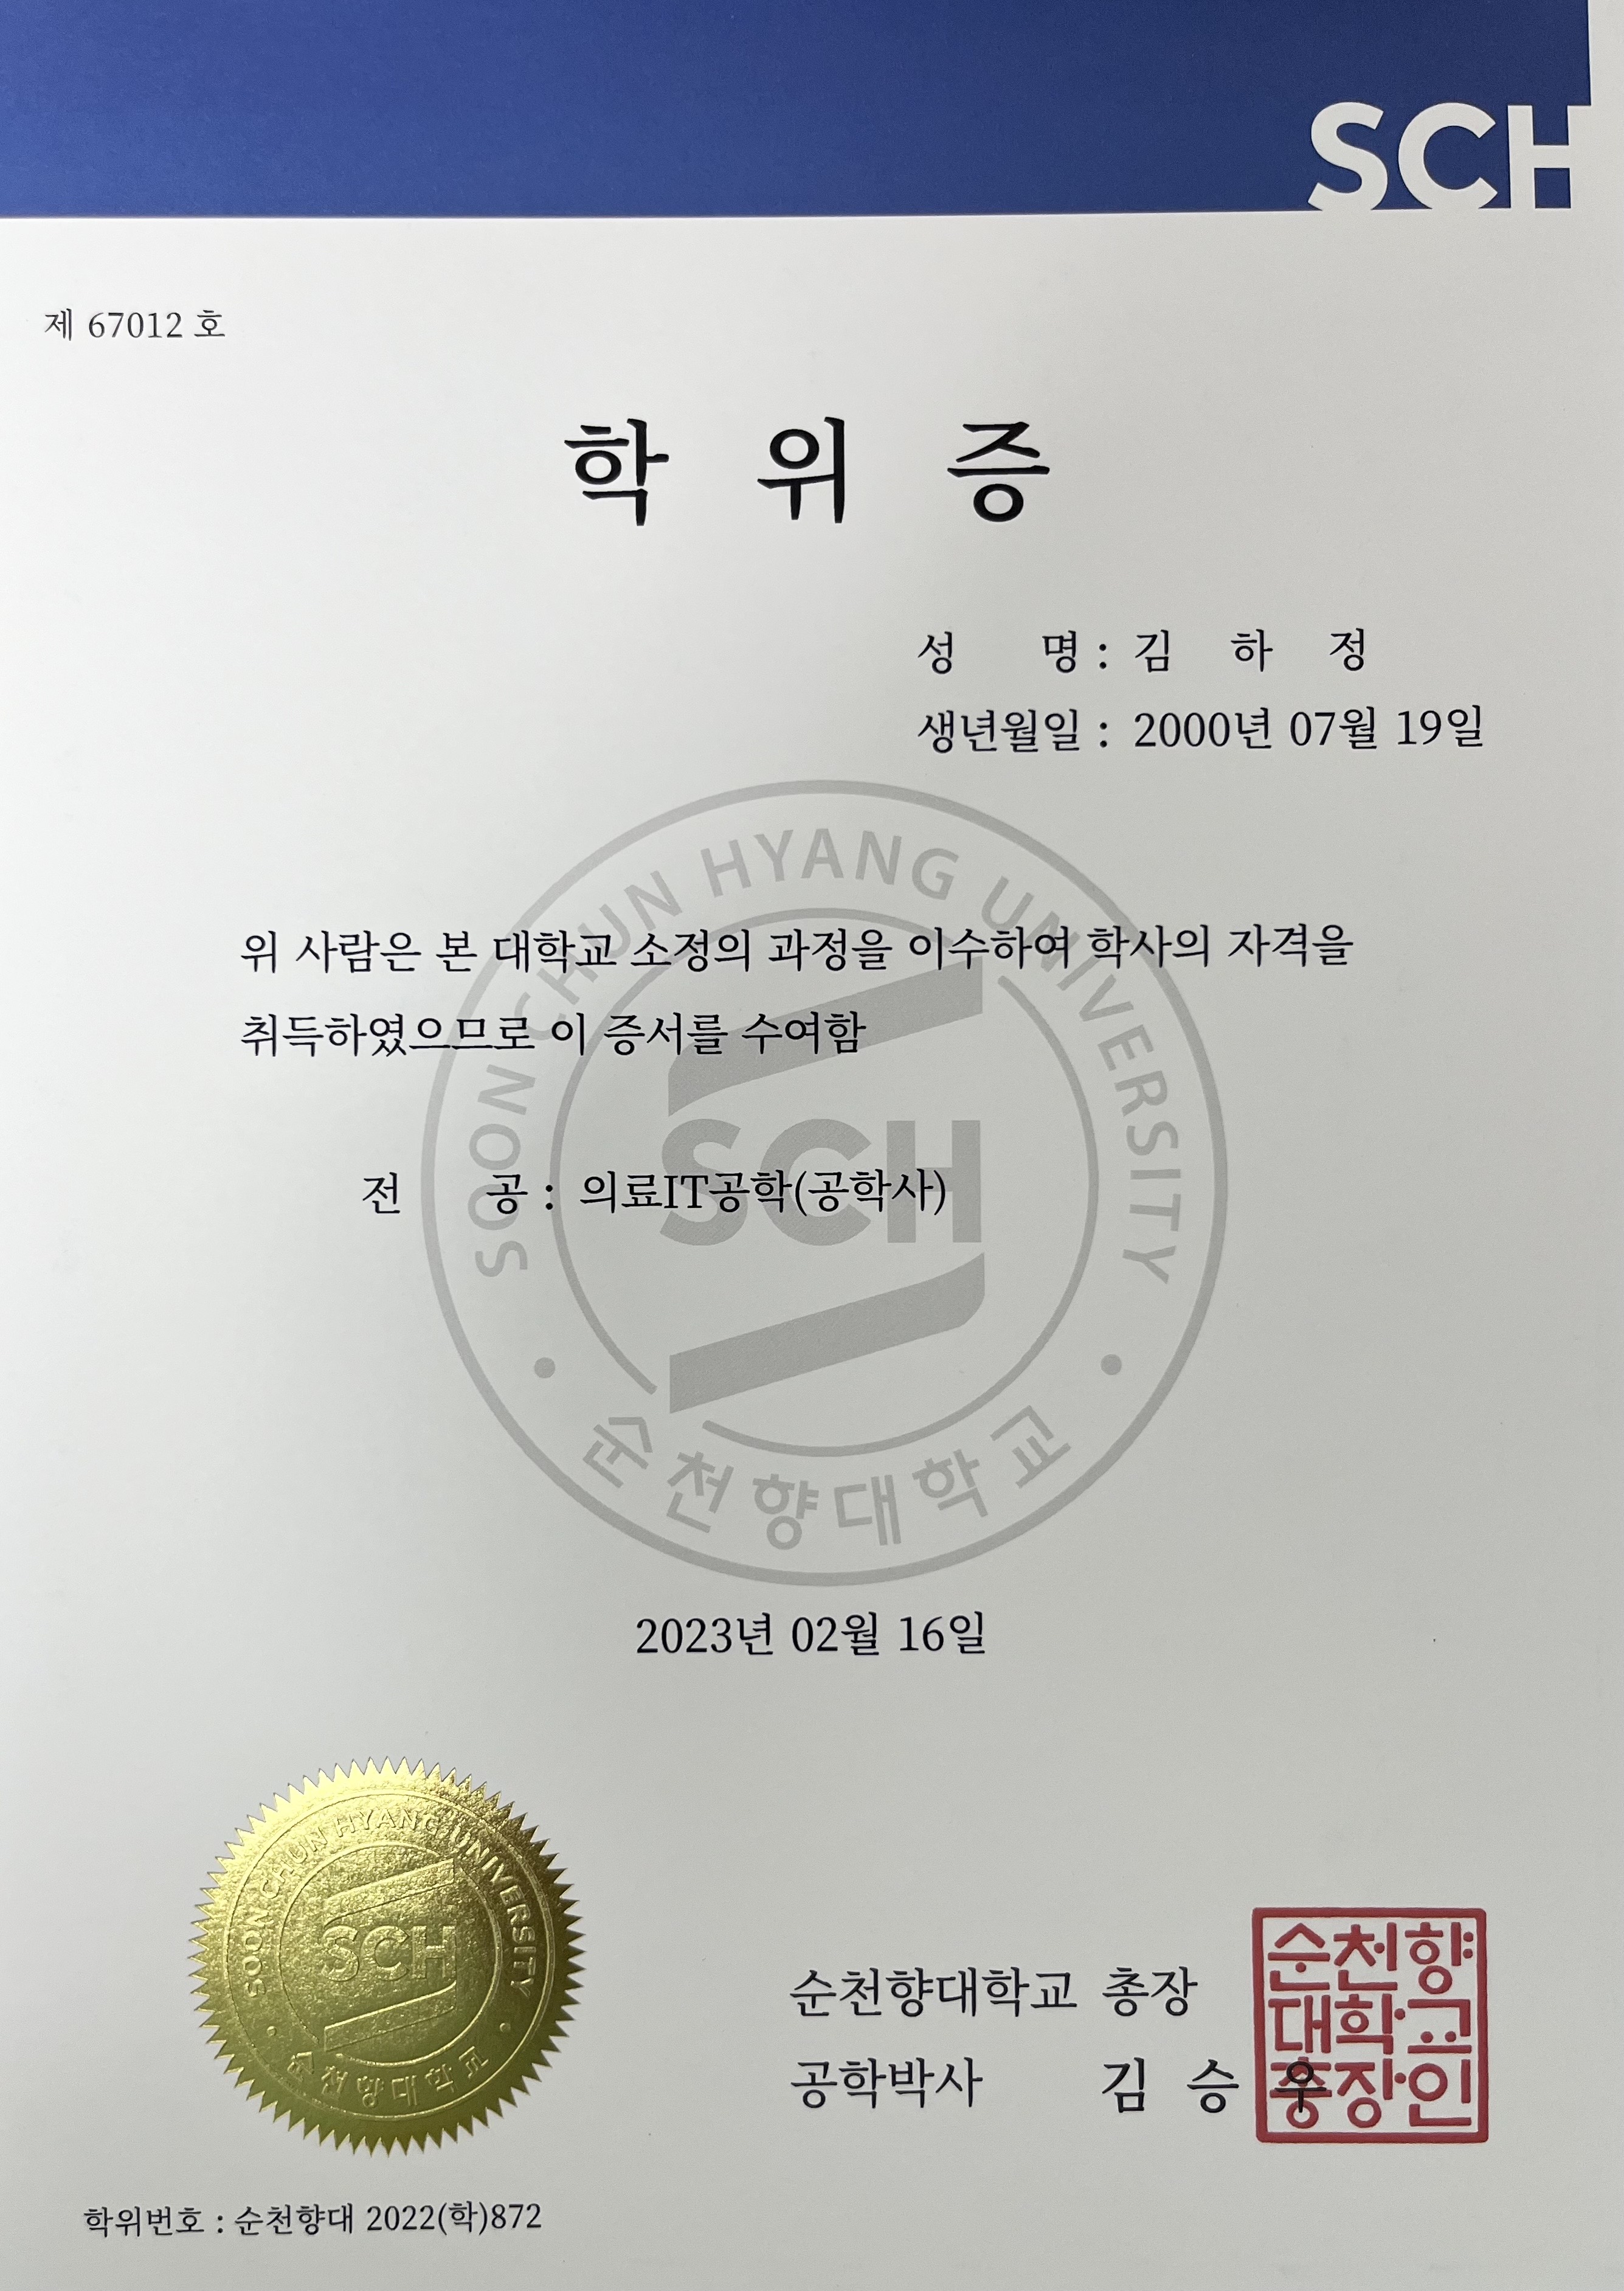 SCH
제 67012 호
학 위 증
성 명 : 김 하 정
생년월일 : 2000년 07월 19일
SOON CHUN HYANG UNIVERSITY
위 사람은 본 대학교 소정의 과정을 이수하여 학사의 자격을
취득하였으므로 이 증서를 수여함
SCH
전 공 : 의료IT공학(공학사)
순천향대학교
2023년 02월 16일
SOON CHUN HYANG UNIVERSITY
SCH
순천향대학교
순천향대학교 총장
공학박사 김 승 우
순천향
대학교
총장인
학위번호 : 순천향대 2022(학)872